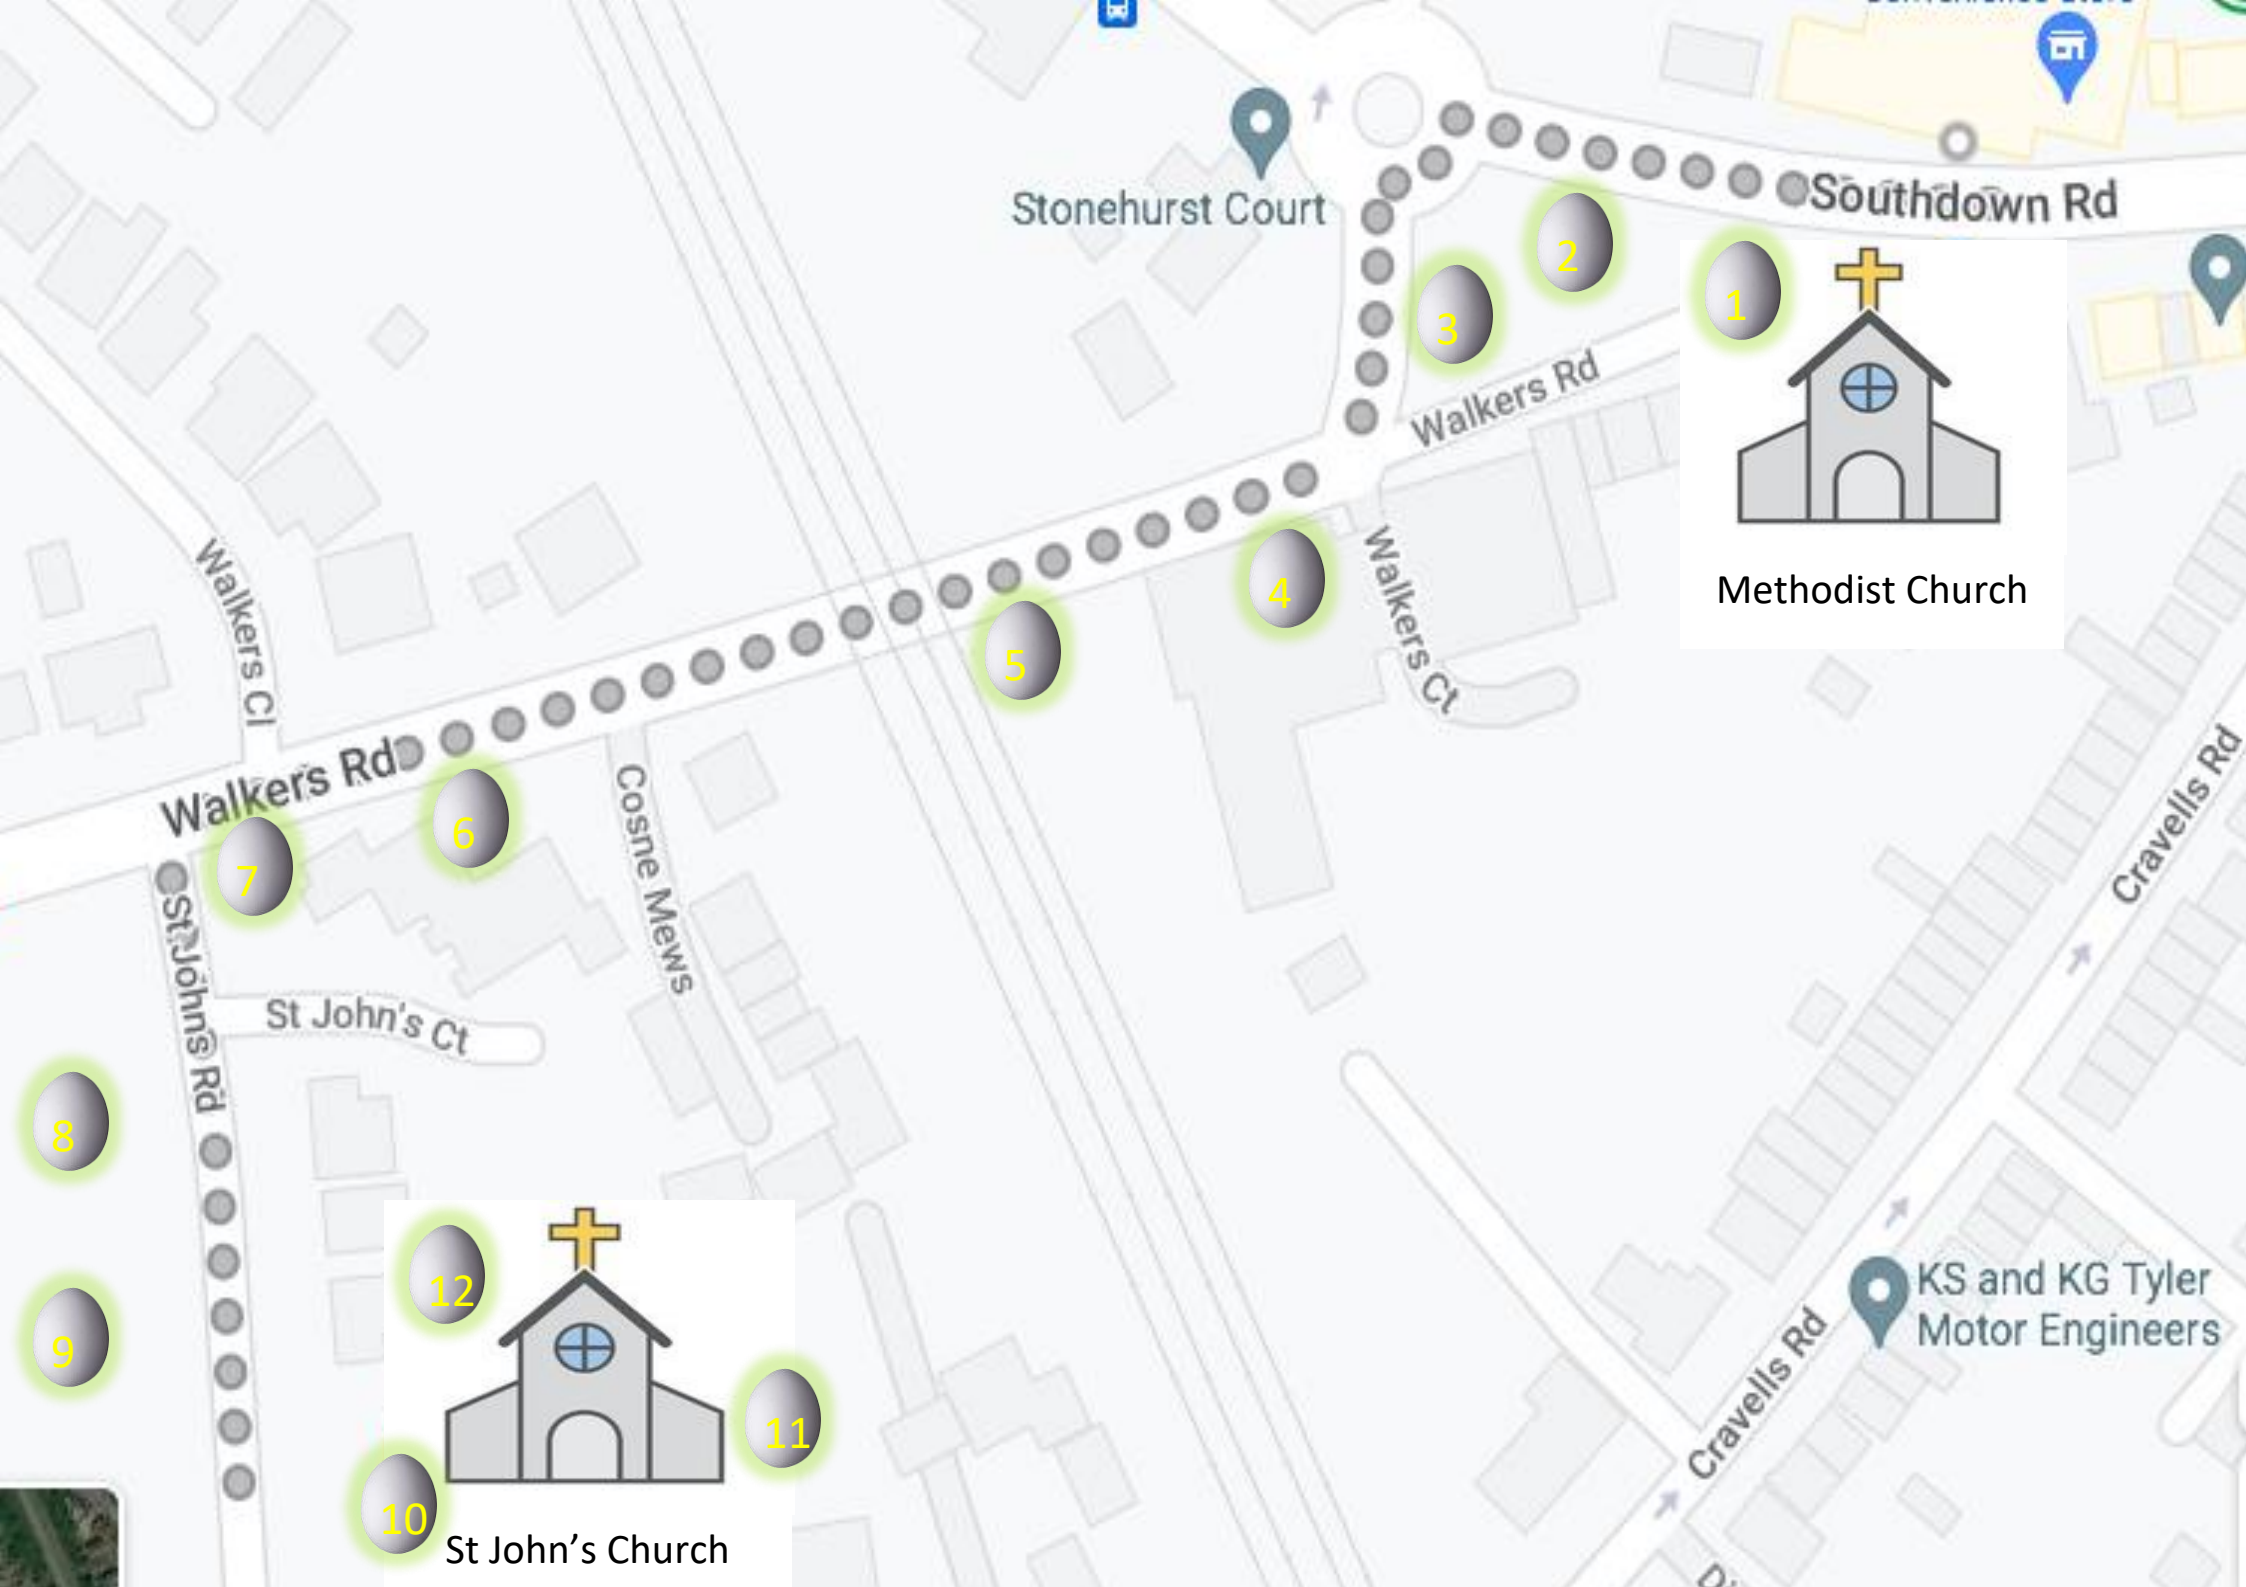 Stonehurst Court
Southdown Rd
2
1
3
Walkers Rd
Methodist Church
4
Walkers Ct
5
Walkers Cl
Walkers Rd
6
7
Cosne Mews
St Johns Rd
St John's Ct
Cravells Rd
8
9
12
11
10
St John’s Church
KS and KG Tyler
Motor Engineers
Cravells Rd